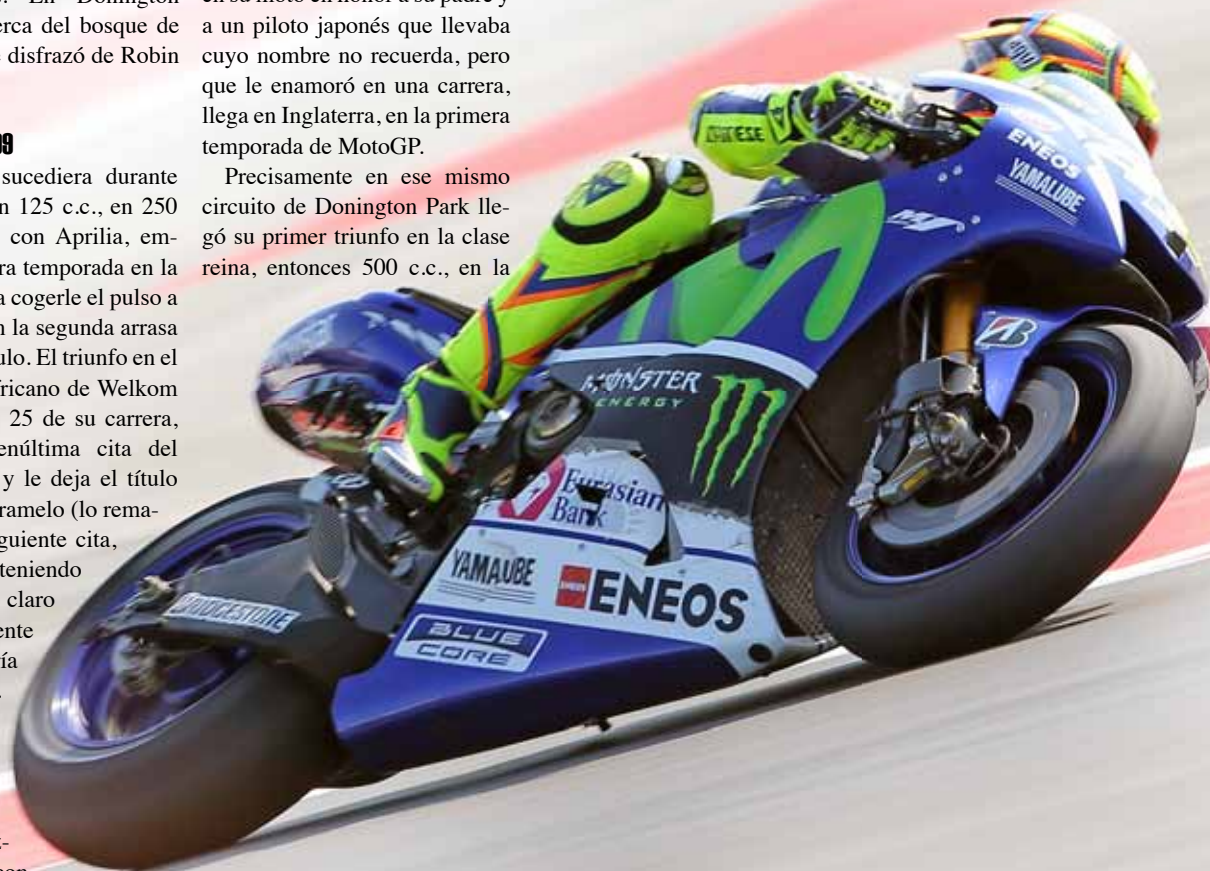 En Donington
erca del bosque de
disfrazó de Robin
99
sucediera durante
n 125 c.c., en 250
con Aprilia, em-
ra temporada en la
a cogerle el pulso a
n la segunda arrasa
ulo. El triunfo en el
fricano de Welkom
25 de su carrera,
enúltima cita del
y le deja el título
ramelo (lo rema-
guiente cita,
teniendo
claro
ente
ía
en su moto en honor a su padre y
a un piloto japonés que llevaba
cuyo nombre no recuerda, pero
que le enamoró en una carrera,
llega en Inglaterra, en la primera
temporada de MotoGP.
Precisamente en ese mismo
circuito de Donington Park lle-
gó su primer triunfo en la clase
reina, entonces 500 c.c., en la
DAINESE
ENEOS
YAMALUBE
MONSTER
ENERGY
Eurasian
Bank
YAMALUBE
ENEOS
BRIDGESTONE
BLUE
CORE